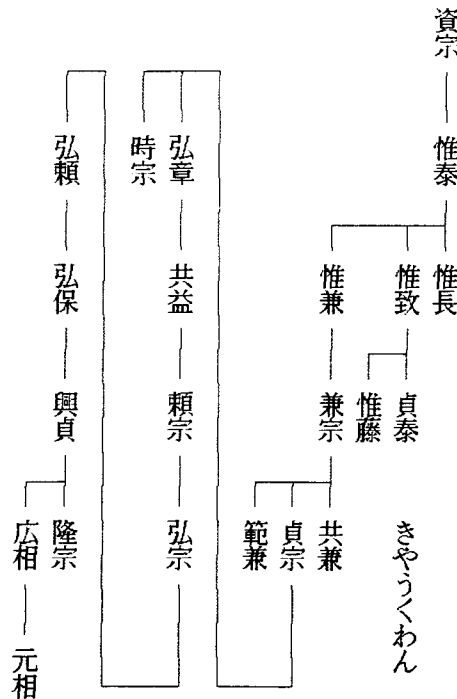 資宗
惟泰
惟長
惟致
惟兼
貞泰
惟藤
兼宗
きやうくわん
共兼
貞宗
範兼
弘章
時宗
共益
頼宗
弘宗
弘頼
弘保
興貞
隆宗
広相
元相